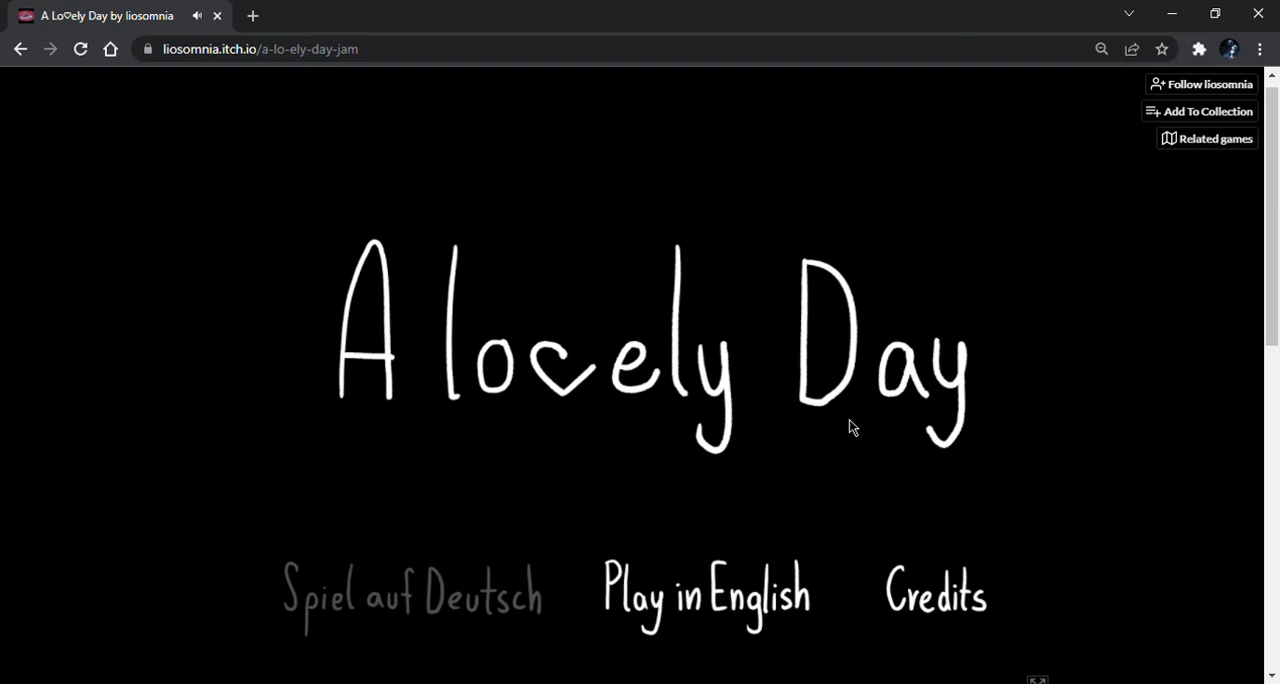 A Lo♡ely Day by liosomnia
liosomnia.itch.io/a-lo-ely-day-jam
Follow liosomnia
Add To Collection
Related games
A lo♡ely Day
Spiel auf Deutsch
Play in English
Credits